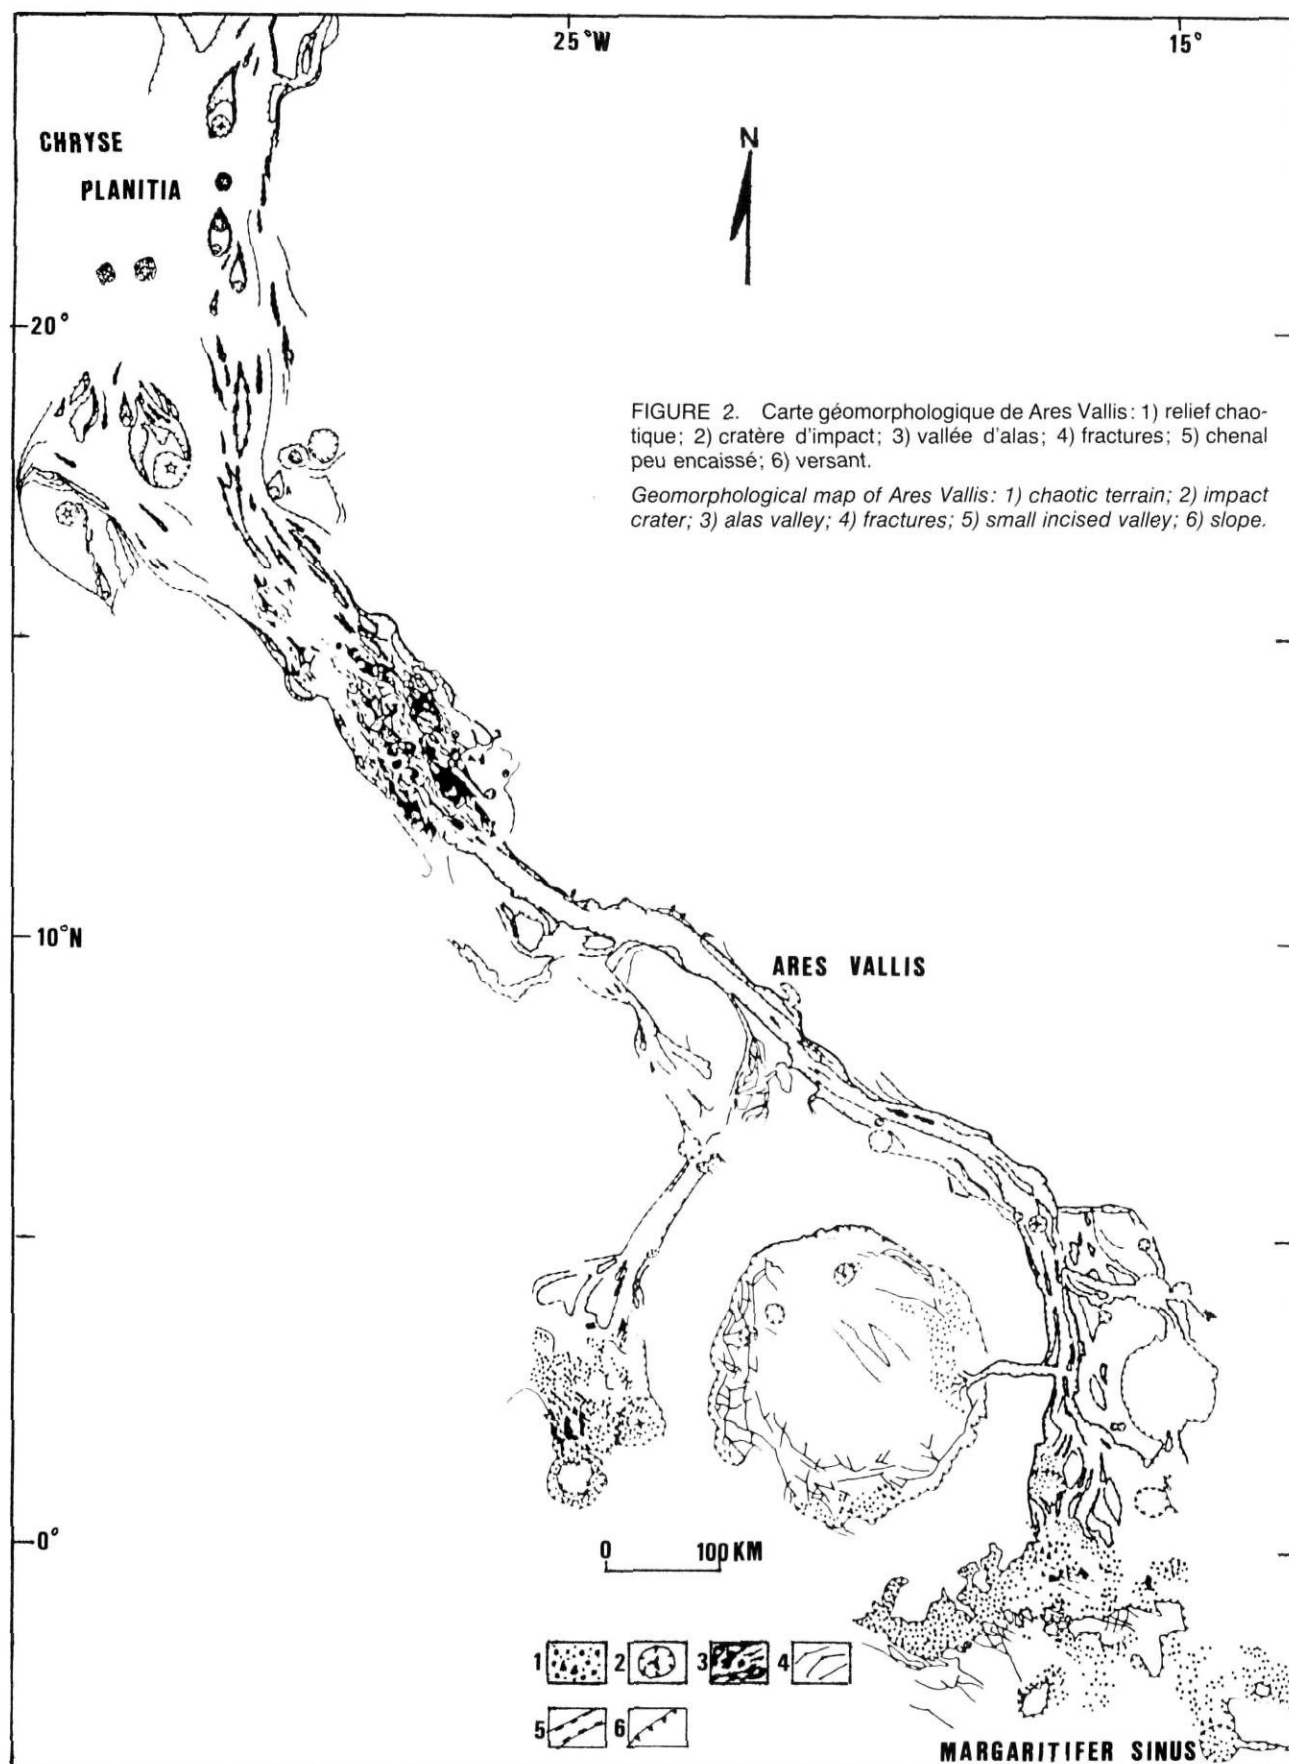 25°W
15°
CHRYSE
PLANITIA
N
20°
FIGURE 2. Carte géomorphologique de Ares Vallis: 1) relief chao-
tique; 2) cratère d'impact; 3) vallée d'alas; 4) fractures; 5) chenal
peu encaissé; 6) versant.
Geomorphological map of Ares Vallis: 1) chaotic terrain; 2) impact
crater; 3) alas valley; 4) fractures; 5) small incised valley; 6) slope.
10°N
ARES VALLIS
0°
0 100 KM
1 2 3 4
5 6
MARGARITIFER SINUS